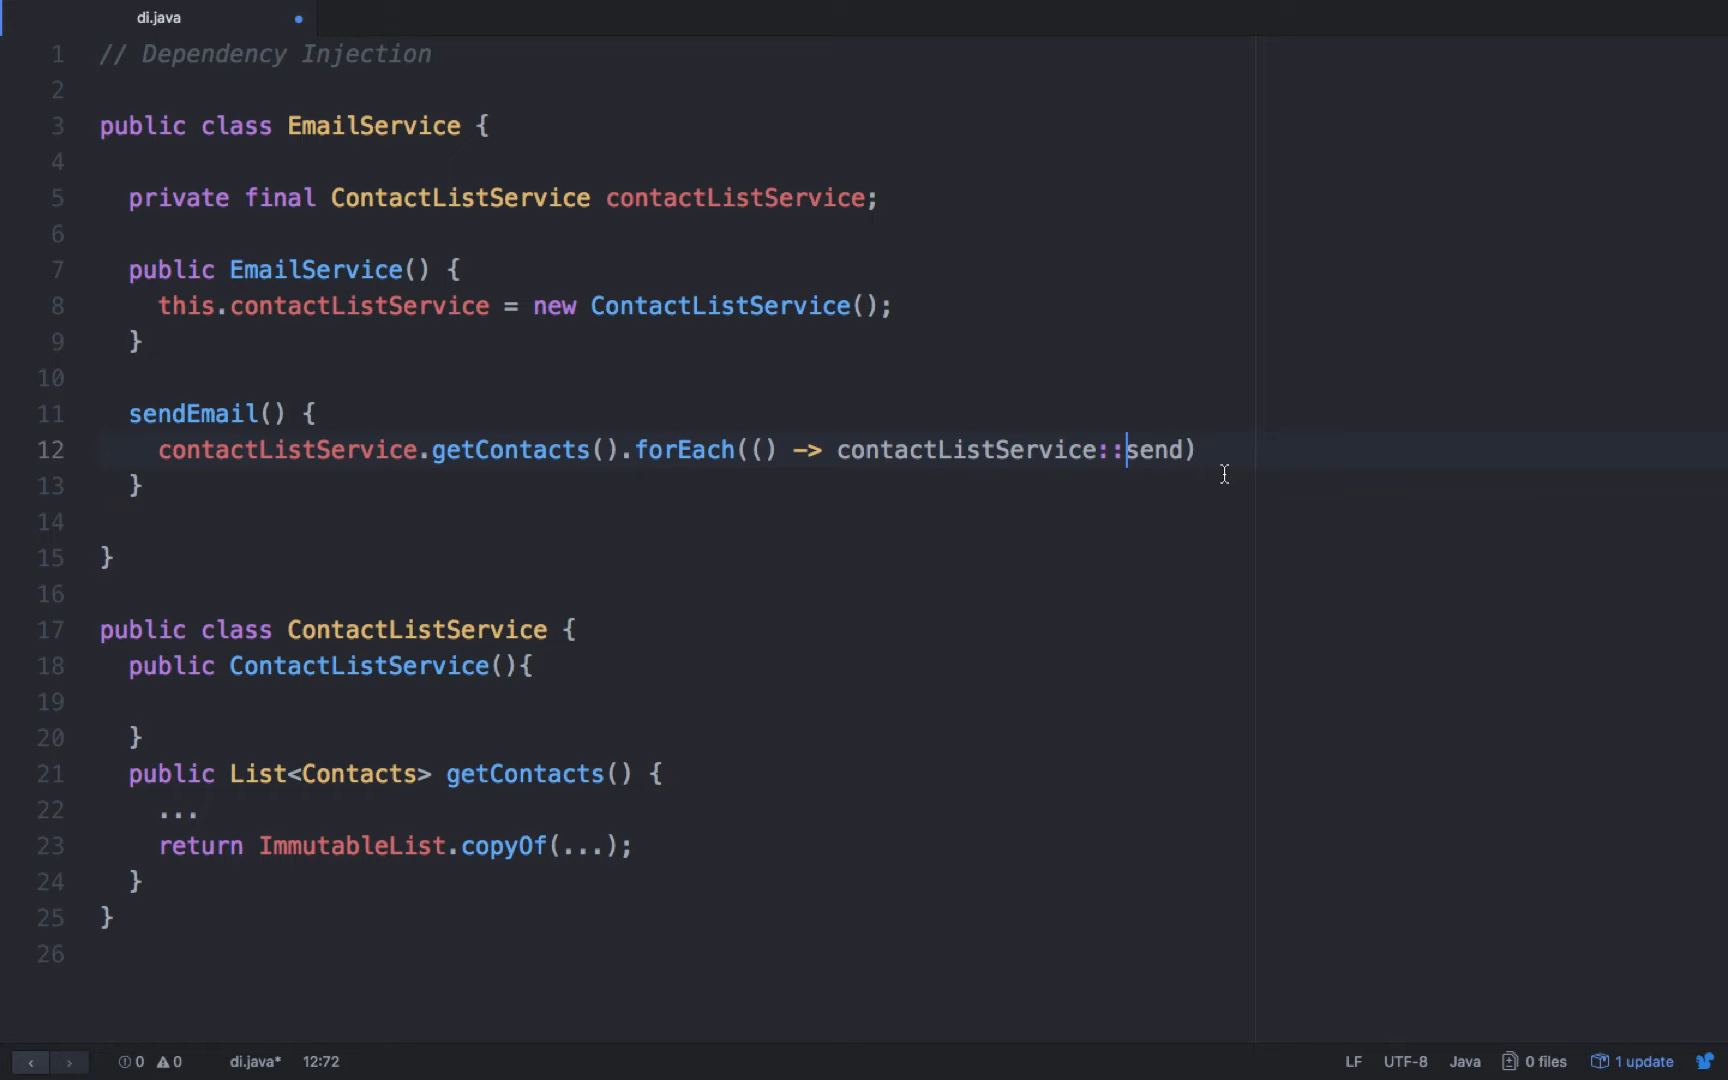 di.java
1 // Dependency Injection
2
3 public class EmailService {
4
5 private final ContactListService contactListService;
6
7 public EmailService() {
8 this.contactListService = new ContactListService();
9 }
10
11 sendEmail() {
12 contactListService.getContacts().forEach(() -> contactListService::send)
13 }
14
15 }
16
17 public class ContactListService {
18 public ContactListService(){
19
20 }
21 public List<Contacts> getContacts() {
22 ...
23 return ImmutableList.copyOf(...);
24 }
25 }
26
‹ › 0 0 di.java* 12:72 LF UTF-8 Java 0 files 1 update